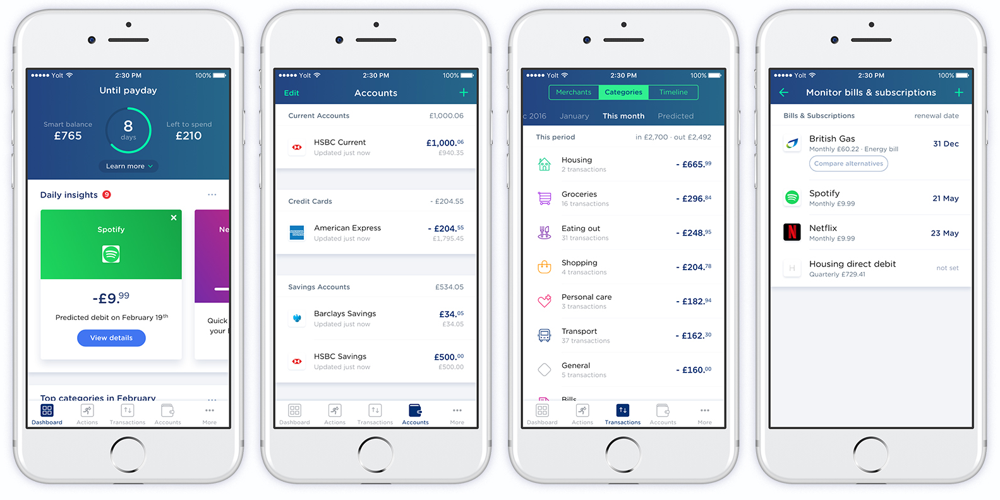 Yolt 2:30 PM 100%
Until payday
Smart balance
£765
8
days
Left to spend
£210
Learn more
Daily insights 9
Spotify
-£9.99
Predicted debit on February 19th
View details
Ne
Quick
your
Top categories in February
Dashboard Actions Transactions Accounts More
Yolt 2:30 PM 100%
Edit Accounts +
Current Accounts £1,000.06
HSBC Current £1,000.06
Updated just now £940.35
Credit Cards - £204.55
American Express - £204.55
Updated just now £1,795.45
Savings Accounts £534.05
Barclays Savings £34.05
Updated just now £34.05
HSBC Savings £500.00
Updated just now £500.00
Dashboard Actions Transactions Accounts More
Yolt 2:30 PM 100%
Merchants Categories Timeline
c 2016 January This month Predicted
This period in £2,700 · out £2,492
Housing - £665.99
2 transactions
Groceries - £296.84
16 transactions
Eating out - £248.95
31 transactions
Shopping - £204.78
4 transactions
Personal care - £182.94
3 transactions
Transport - £162.30
37 transactions
General - £160.00
5 transactions
Bills
Dashboard Actions Transactions Accounts More
Yolt 2:30 PM 100%
Monitor bills & subscriptions +
Bills & Subscriptions renewal date
British Gas 31 Dec
Monthly £60.22 · Energy bill
Compare alternatives
Spotify 21 May
Monthly £9.99
N Netflix 23 May
Monthly £9.99
H Housing direct debit not set
Quarterly £729.41